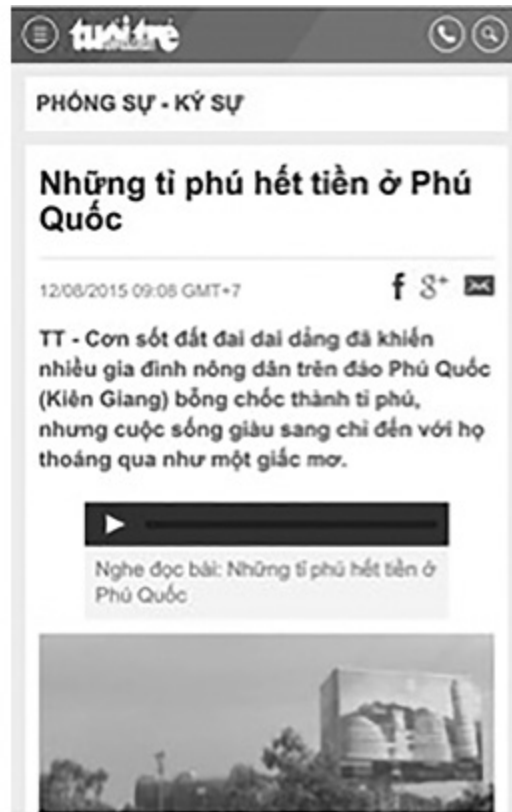 tuổi trẻ
PHÓNG SỰ - KÝ SỰ
Những tỉ phú hết tiền ở Phú
Quốc
12/08/2015 09:08 GMT+7
f 8+
TT - Cơn sốt đất đai dai dẳng đã khiến
nhiều gia đình nông dân trên đảo Phú Quốc
(Kiên Giang) bỗng chốc thành tỉ phú,
nhưng cuộc sống giàu sang chỉ đến với họ
thoáng qua như một giấc mơ.
Nghe đọc bài: Những tỉ phú hết tiền ở
Phú Quốc